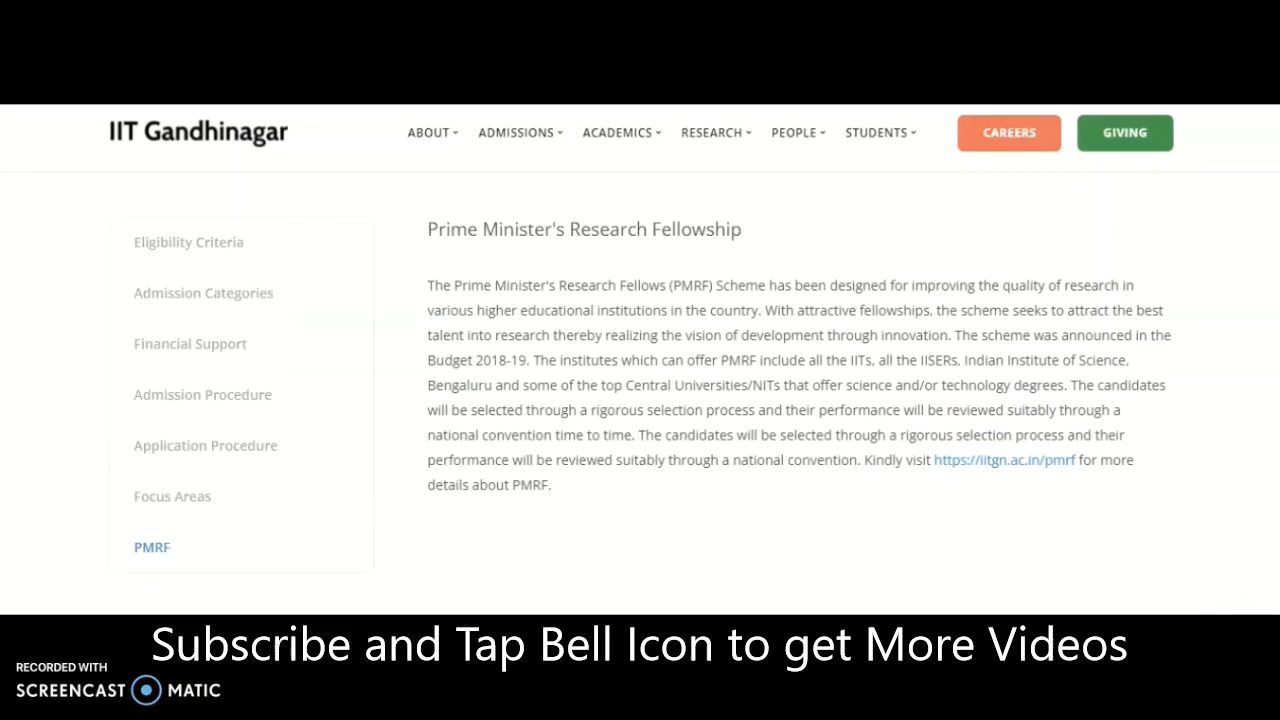 IIT Gandhinagar
ABOUT ADMISSIONS ACADEMICS RESEARCH PEOPLE STUDENTS CAREERS GIVING
Eligibility Criteria
Admission Categories
Financial Support
Admission Procedure
Application Procedure
Focus Areas
PMRF
Prime Minister's Research Fellowship
The Prime Minister's Research Fellows (PMRF) Scheme has been designed for improving the quality of research in
various higher educational institutions in the country. With attractive fellowships, the scheme seeks to attract the best
talent into research thereby realizing the vision of development through innovation. The scheme was announced in the
Budget 2018-19. The institutes which can offer PMRF include all the IITs, all the IISERs, Indian Institute of Science,
Bengaluru and some of the top Central Universities/NITs that offer science and/or technology degrees. The candidates
will be selected through a rigorous selection process and their performance will be reviewed suitably through a
national convention time to time. The candidates will be selected through a rigorous selection process and their
performance will be reviewed suitably through a national convention. Kindly visit https://iitgn.ac.in/pmrf for more
details about PMRF.
Subscribe and Tap Bell Icon to get More Videos
RECORDED WITH
SCREENCAST MATIC